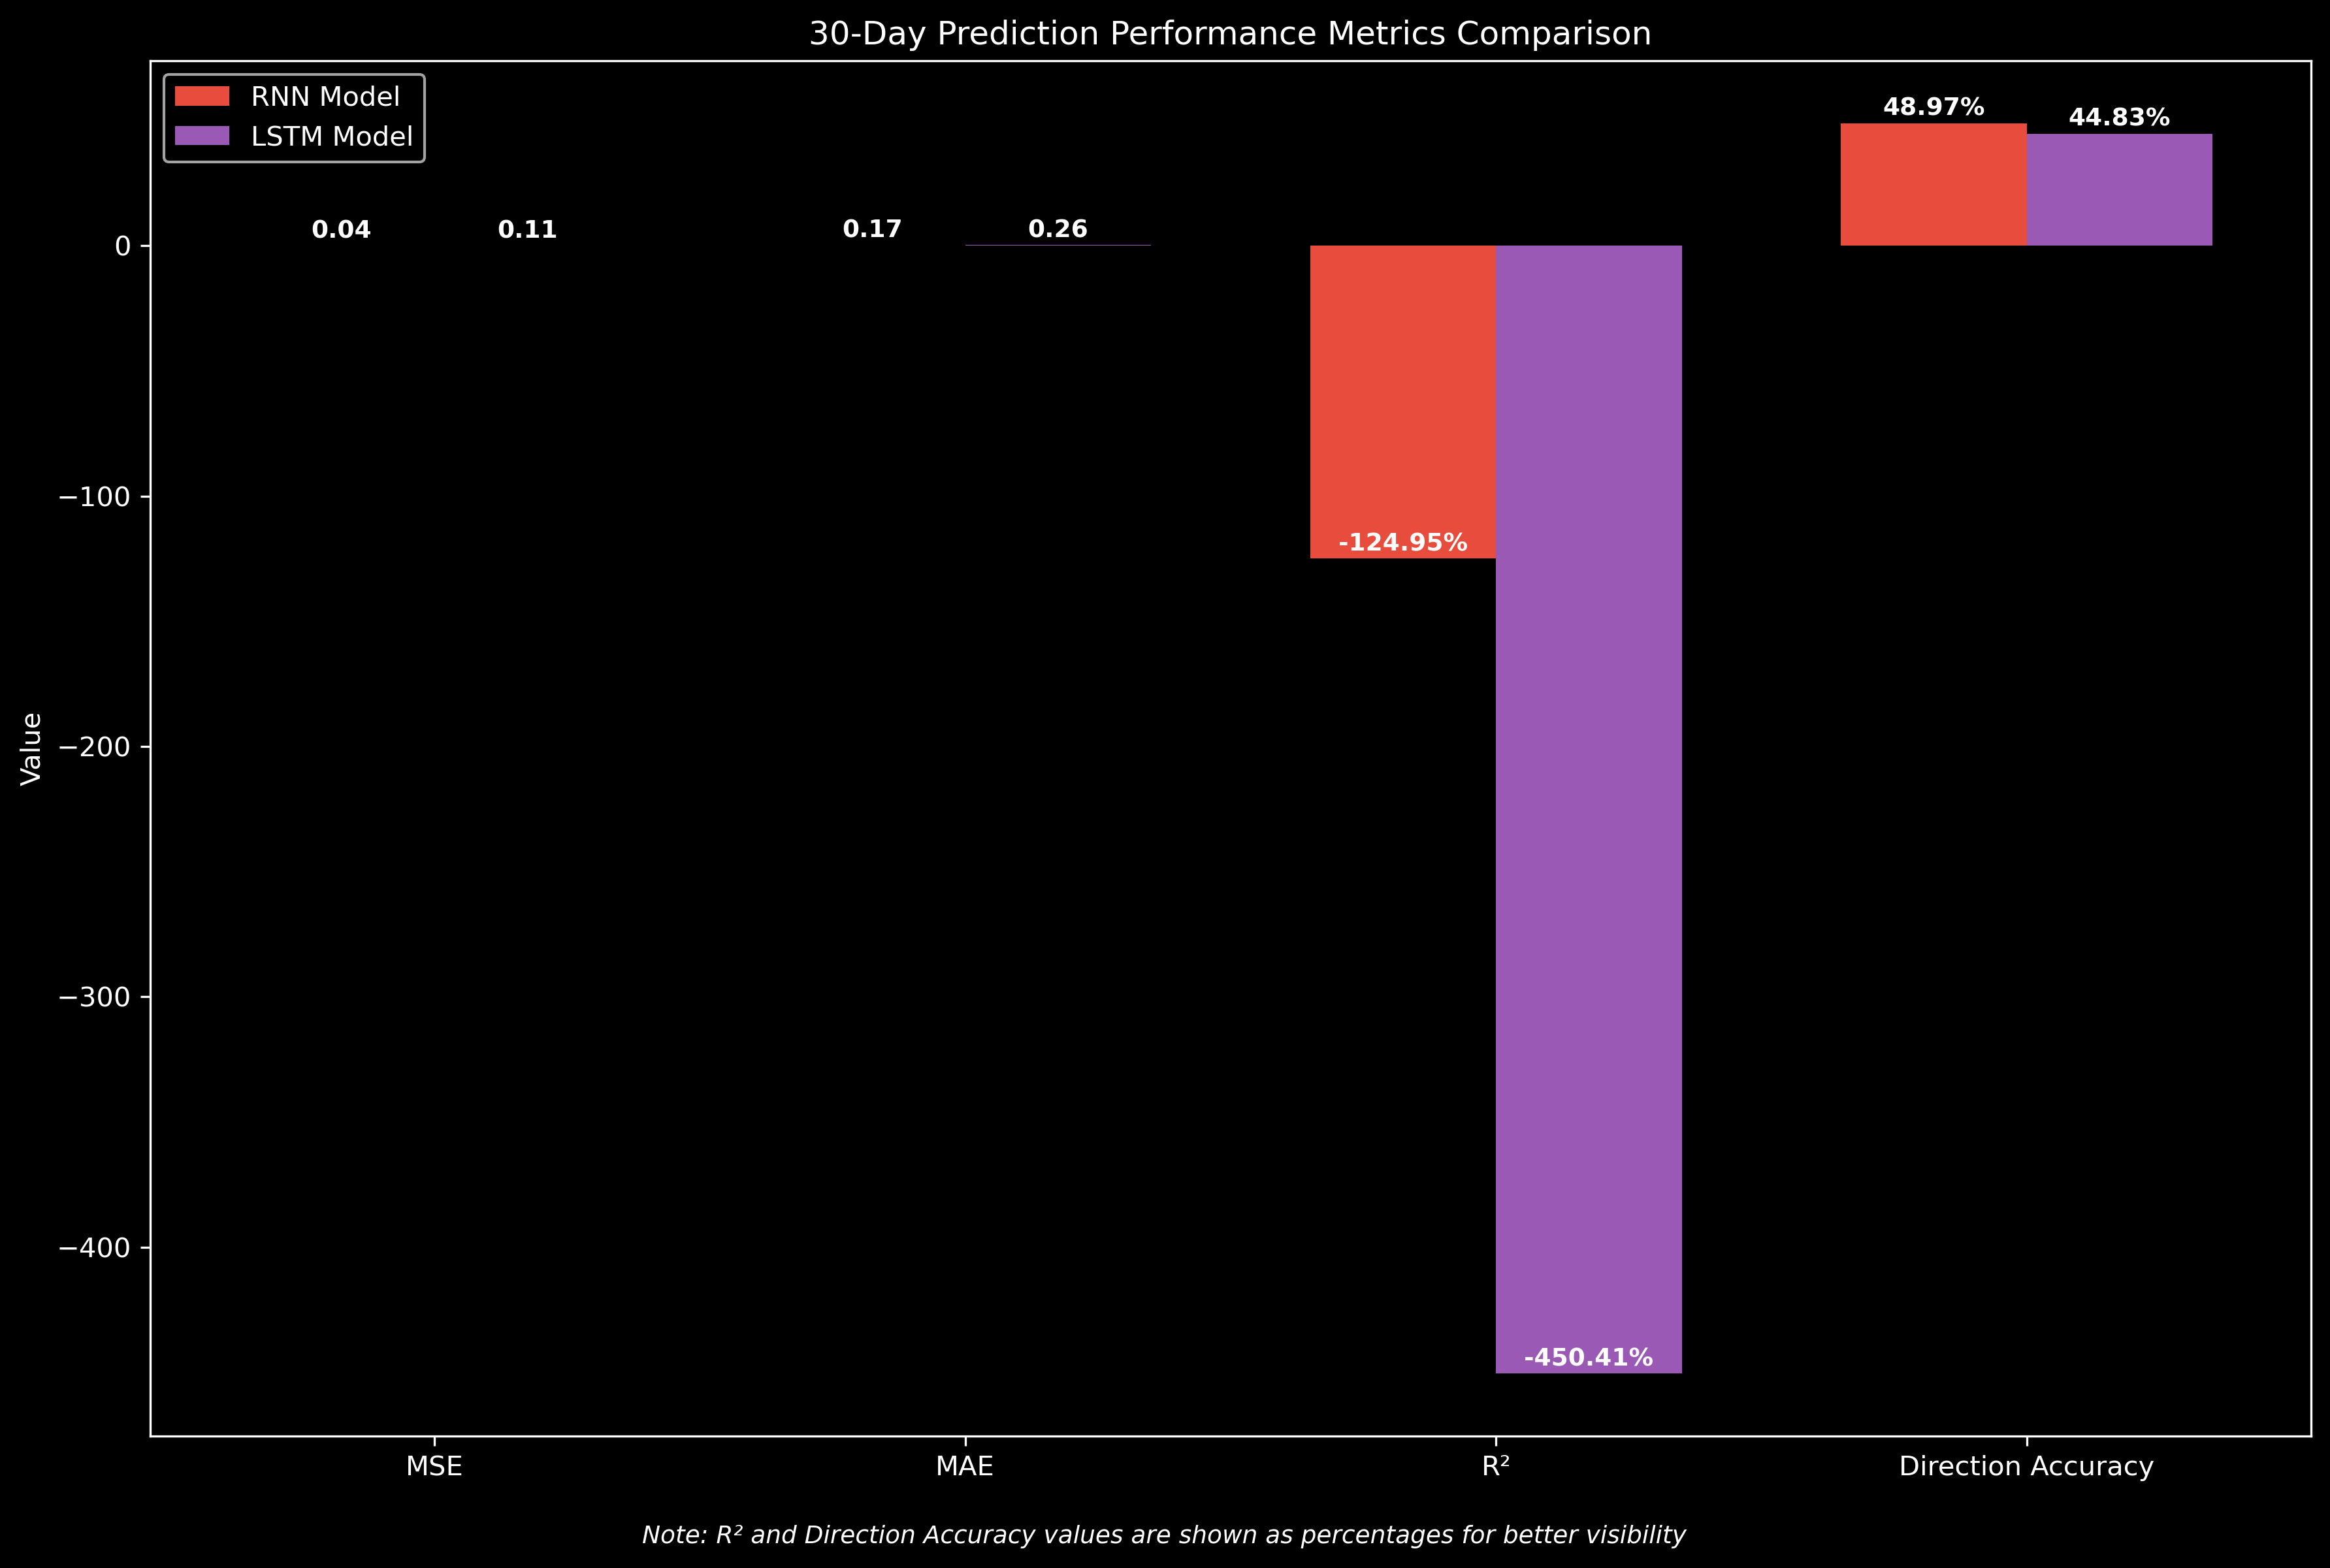 30-Day Prediction Performance Metrics Comparison
RNN Model
LSTM Model
48.97%
44.83%
0.04
0.11
0.17
0.26
0
−100
-124.95%
−200
Value
−300
−400
-450.41%
MSE
MAE
R²
Direction Accuracy
Note: R² and Direction Accuracy values are shown as percentages for better visibility